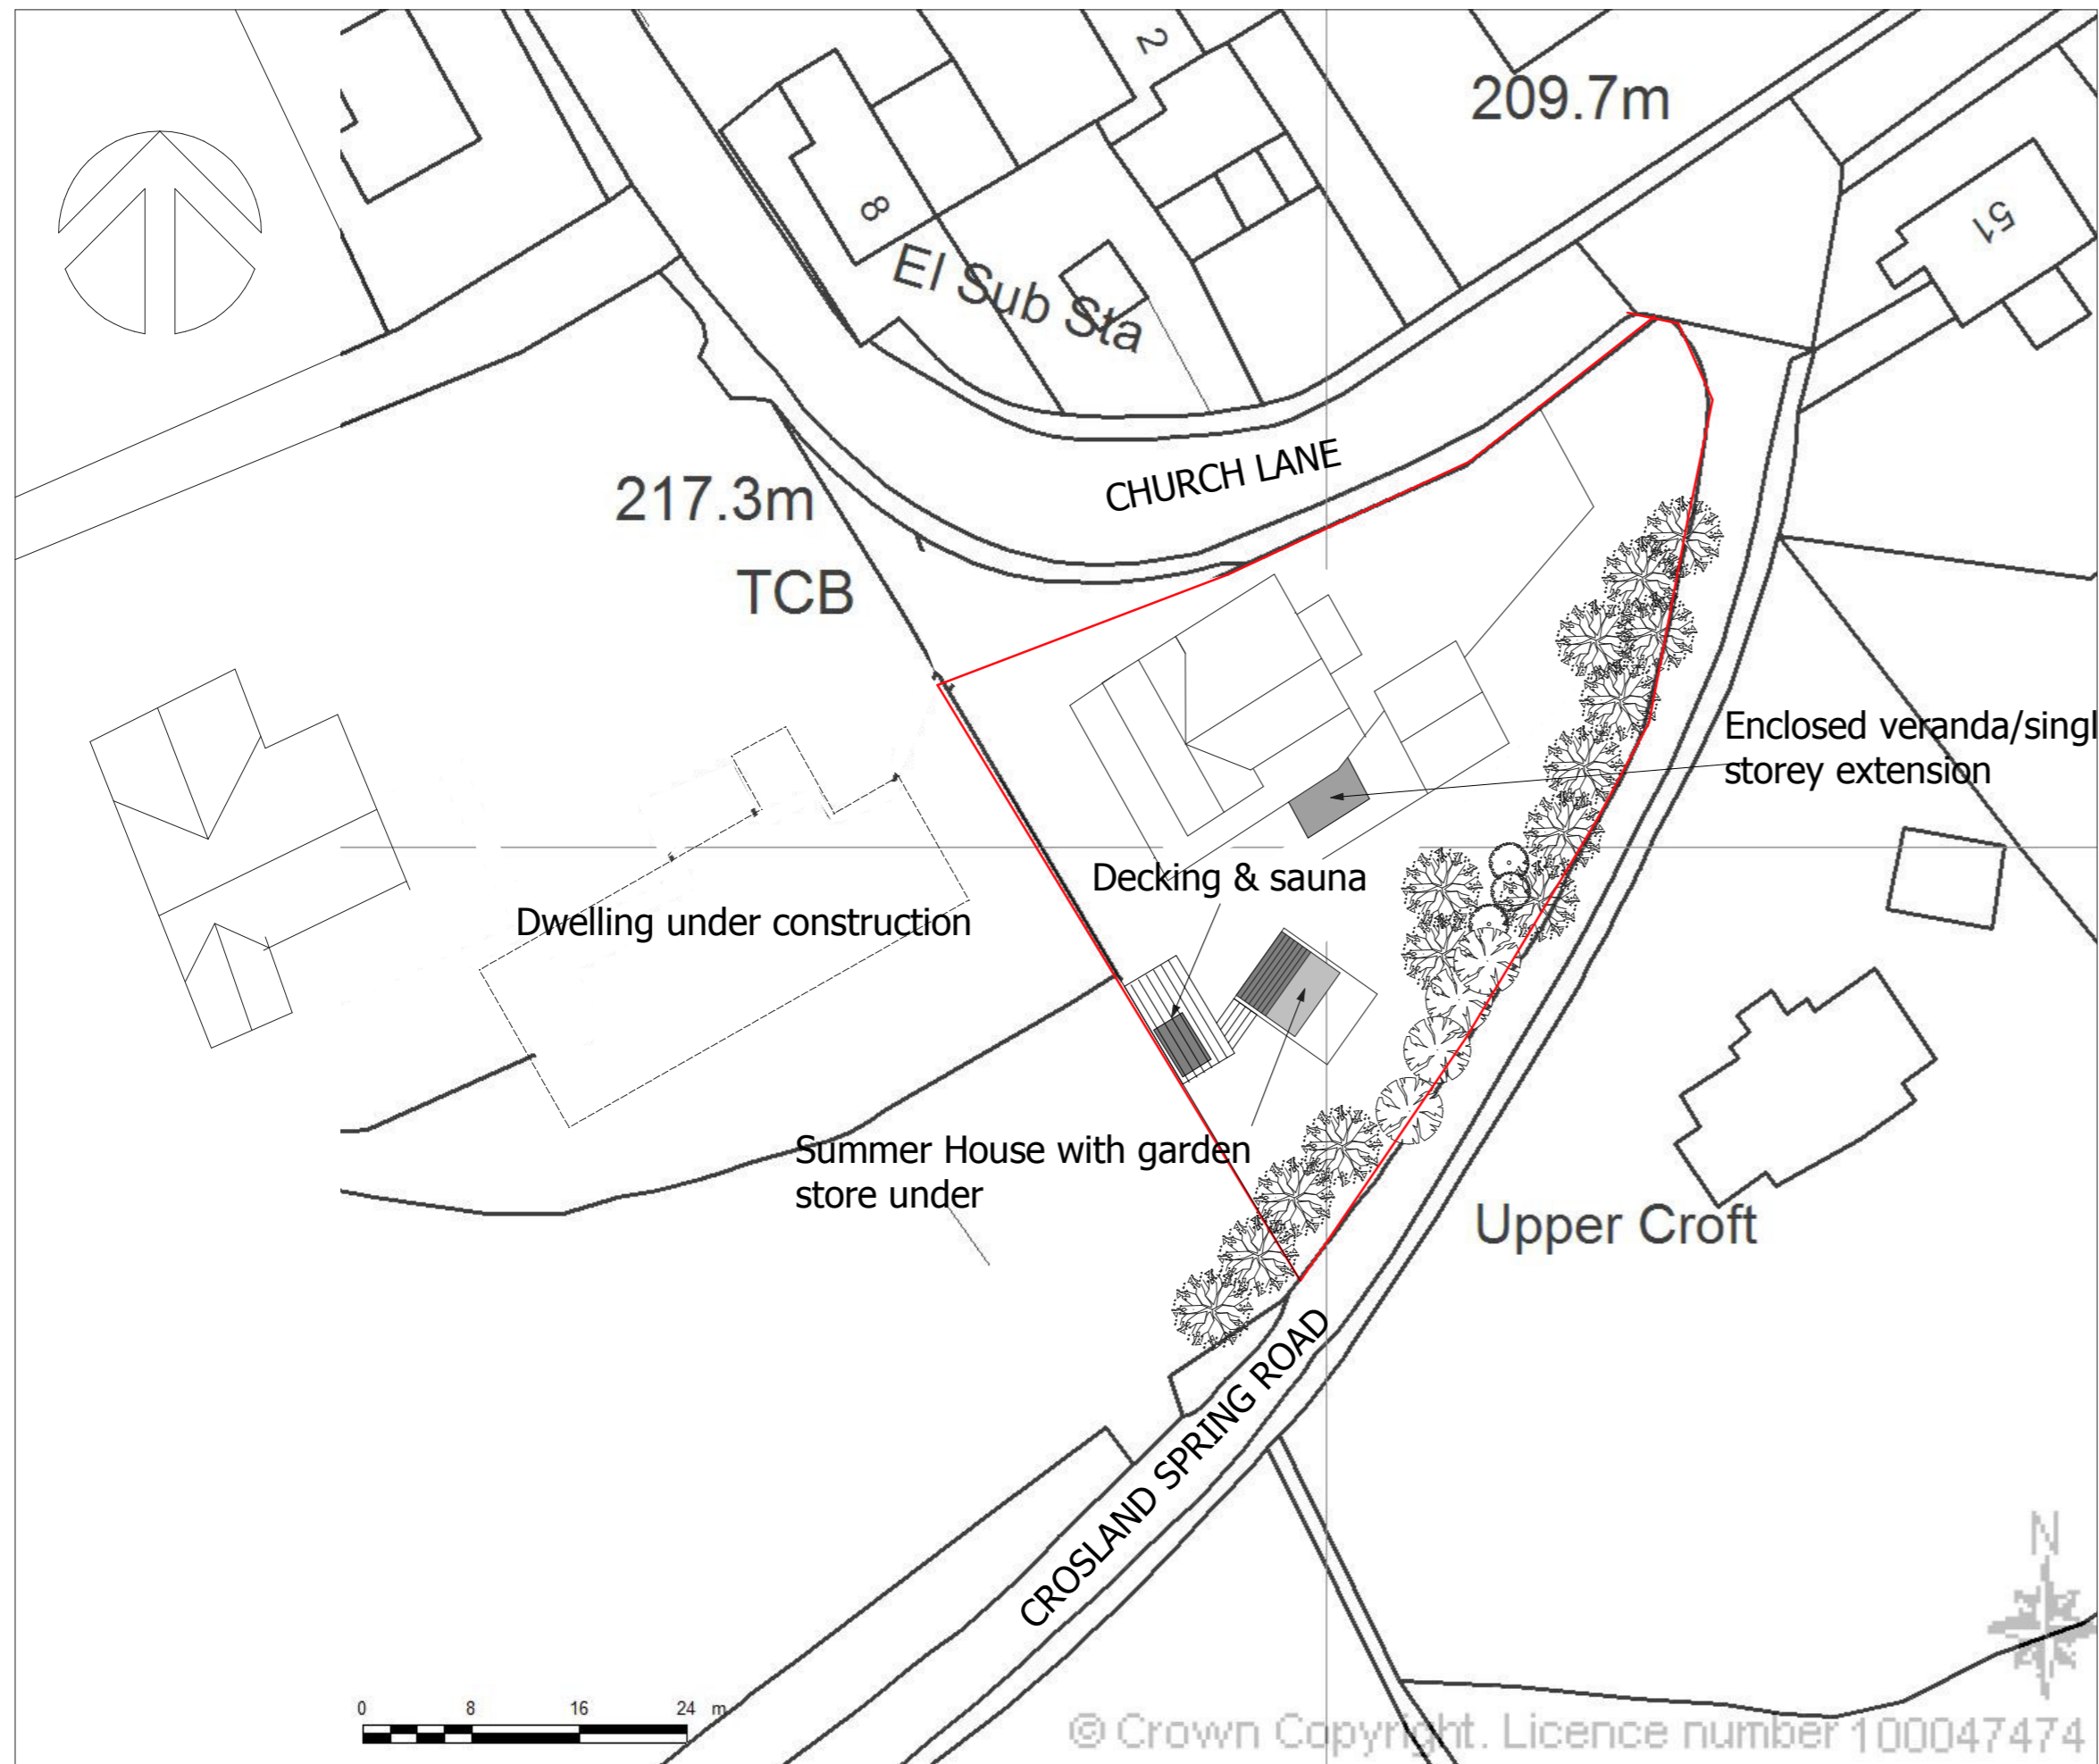 2
209.7m
8
51
El Sub Sta
CHURCH LANE
217.3m
TCB
Enclosed veranda/singl
storey extension
Decking & sauna
Dwelling under construction
Summer House with garden
store under
Upper Croft
CROSLAND SPRING ROAD
N
0 8 16 24 m
© Crown Copyright. Licence number 100047474